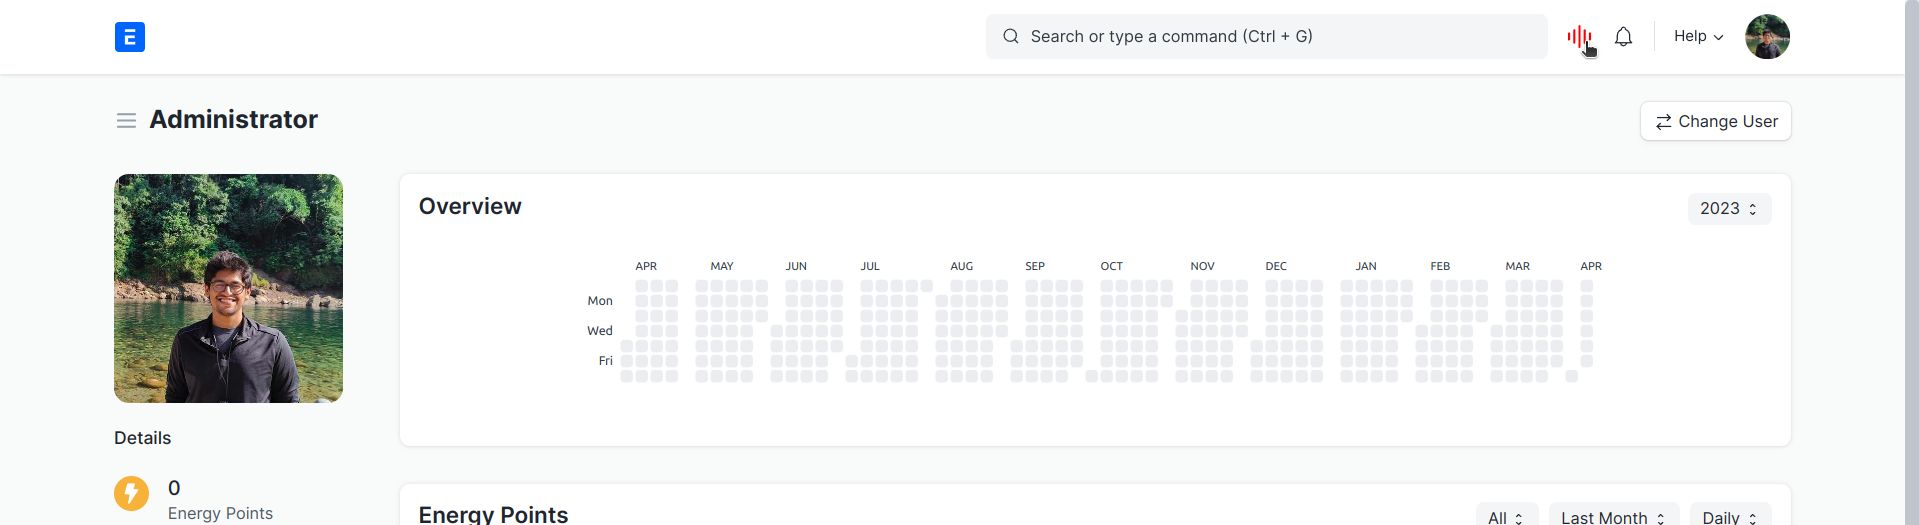 E
Search or type a command (Ctrl + G)
Help
Administrator
Change User
Overview
2023
APR MAY JUN JUL AUG SEP OCT NOV DEC JAN FEB MAR APR
Mon
Wed
Fri
Details
0
Energy Points
Energy Points
All Last Month Daily